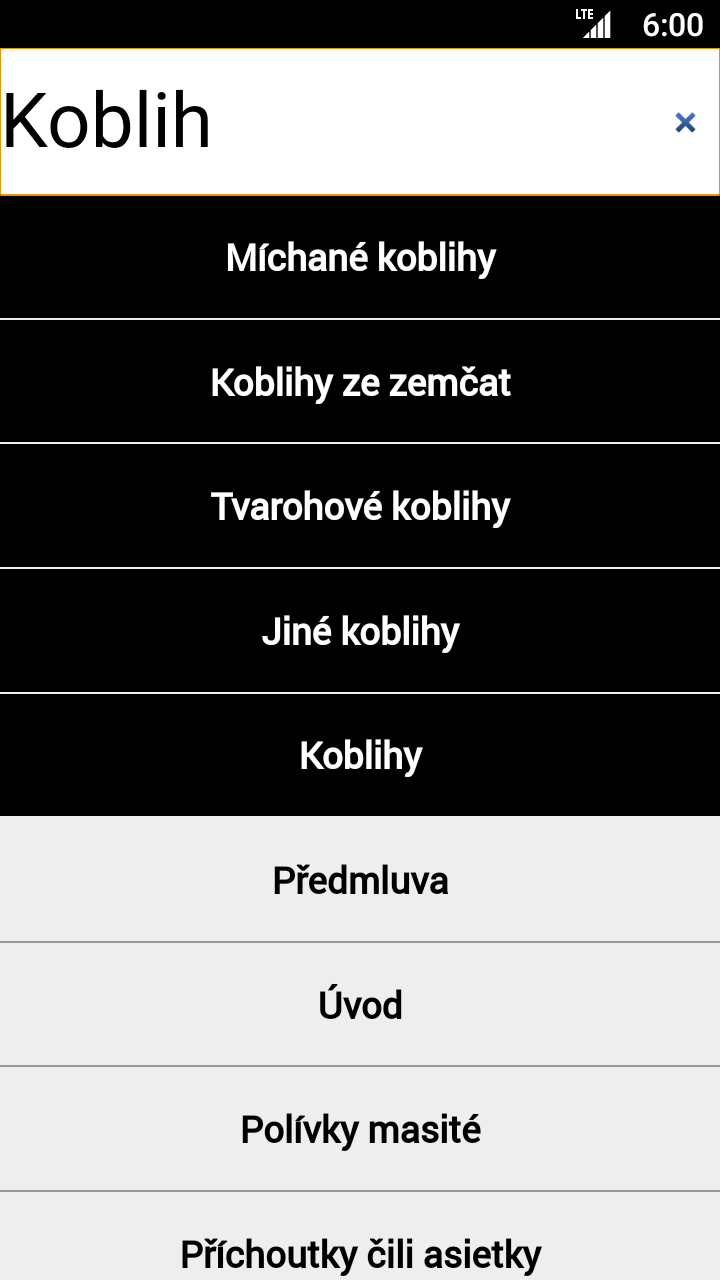 LTE 6:00
Koblih
Míchané koblihy
Koblihy ze zemčat
Tvarohové koblihy
Jiné koblihy
Koblihy
Předmluva
Úvod
Polívky masité
Příchoutky čili asietky